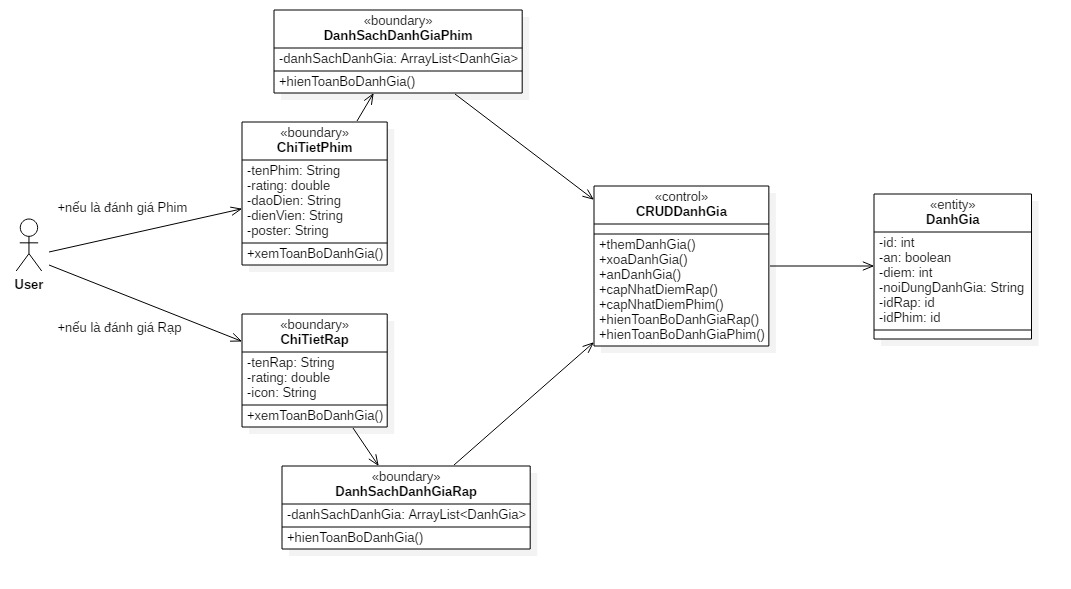 «boundary»
DanhSachDanhGiaPhim
-danhSachDanhGia: ArrayList<DanhGia>
+hienToanBoDanhGia()
«boundary»
ChiTietPhim
-tenPhim: String
-rating: double
-daoDien: String
-dienVien: String
-poster: String
+xemToanBoDanhGia()
+nếu là đánh giá Phim
User
+nếu là đánh giá Rạp
«boundary»
ChiTietRap
-tenRap: String
-rating: double
-icon: String
+xemToanBoDanhGia()
«boundary»
DanhSachDanhGiaRap
-danhSachDanhGia: ArrayList<DanhGia>
+hienToanBoDanhGia()
«control»
CRUDDanhGia
+themDanhGia()
+xoaDanhGia()
+anDanhGia()
+capNhatDiemRap()
+capNhatDiemPhim()
+hienToanBoDanhGiaRap()
+hienToanBoDanhGiaPhim()
«entity»
DanhGia
-id: int
-an: boolean
-diem: int
-noiDungDanhGia: String
-idRap: id
-idPhim: id